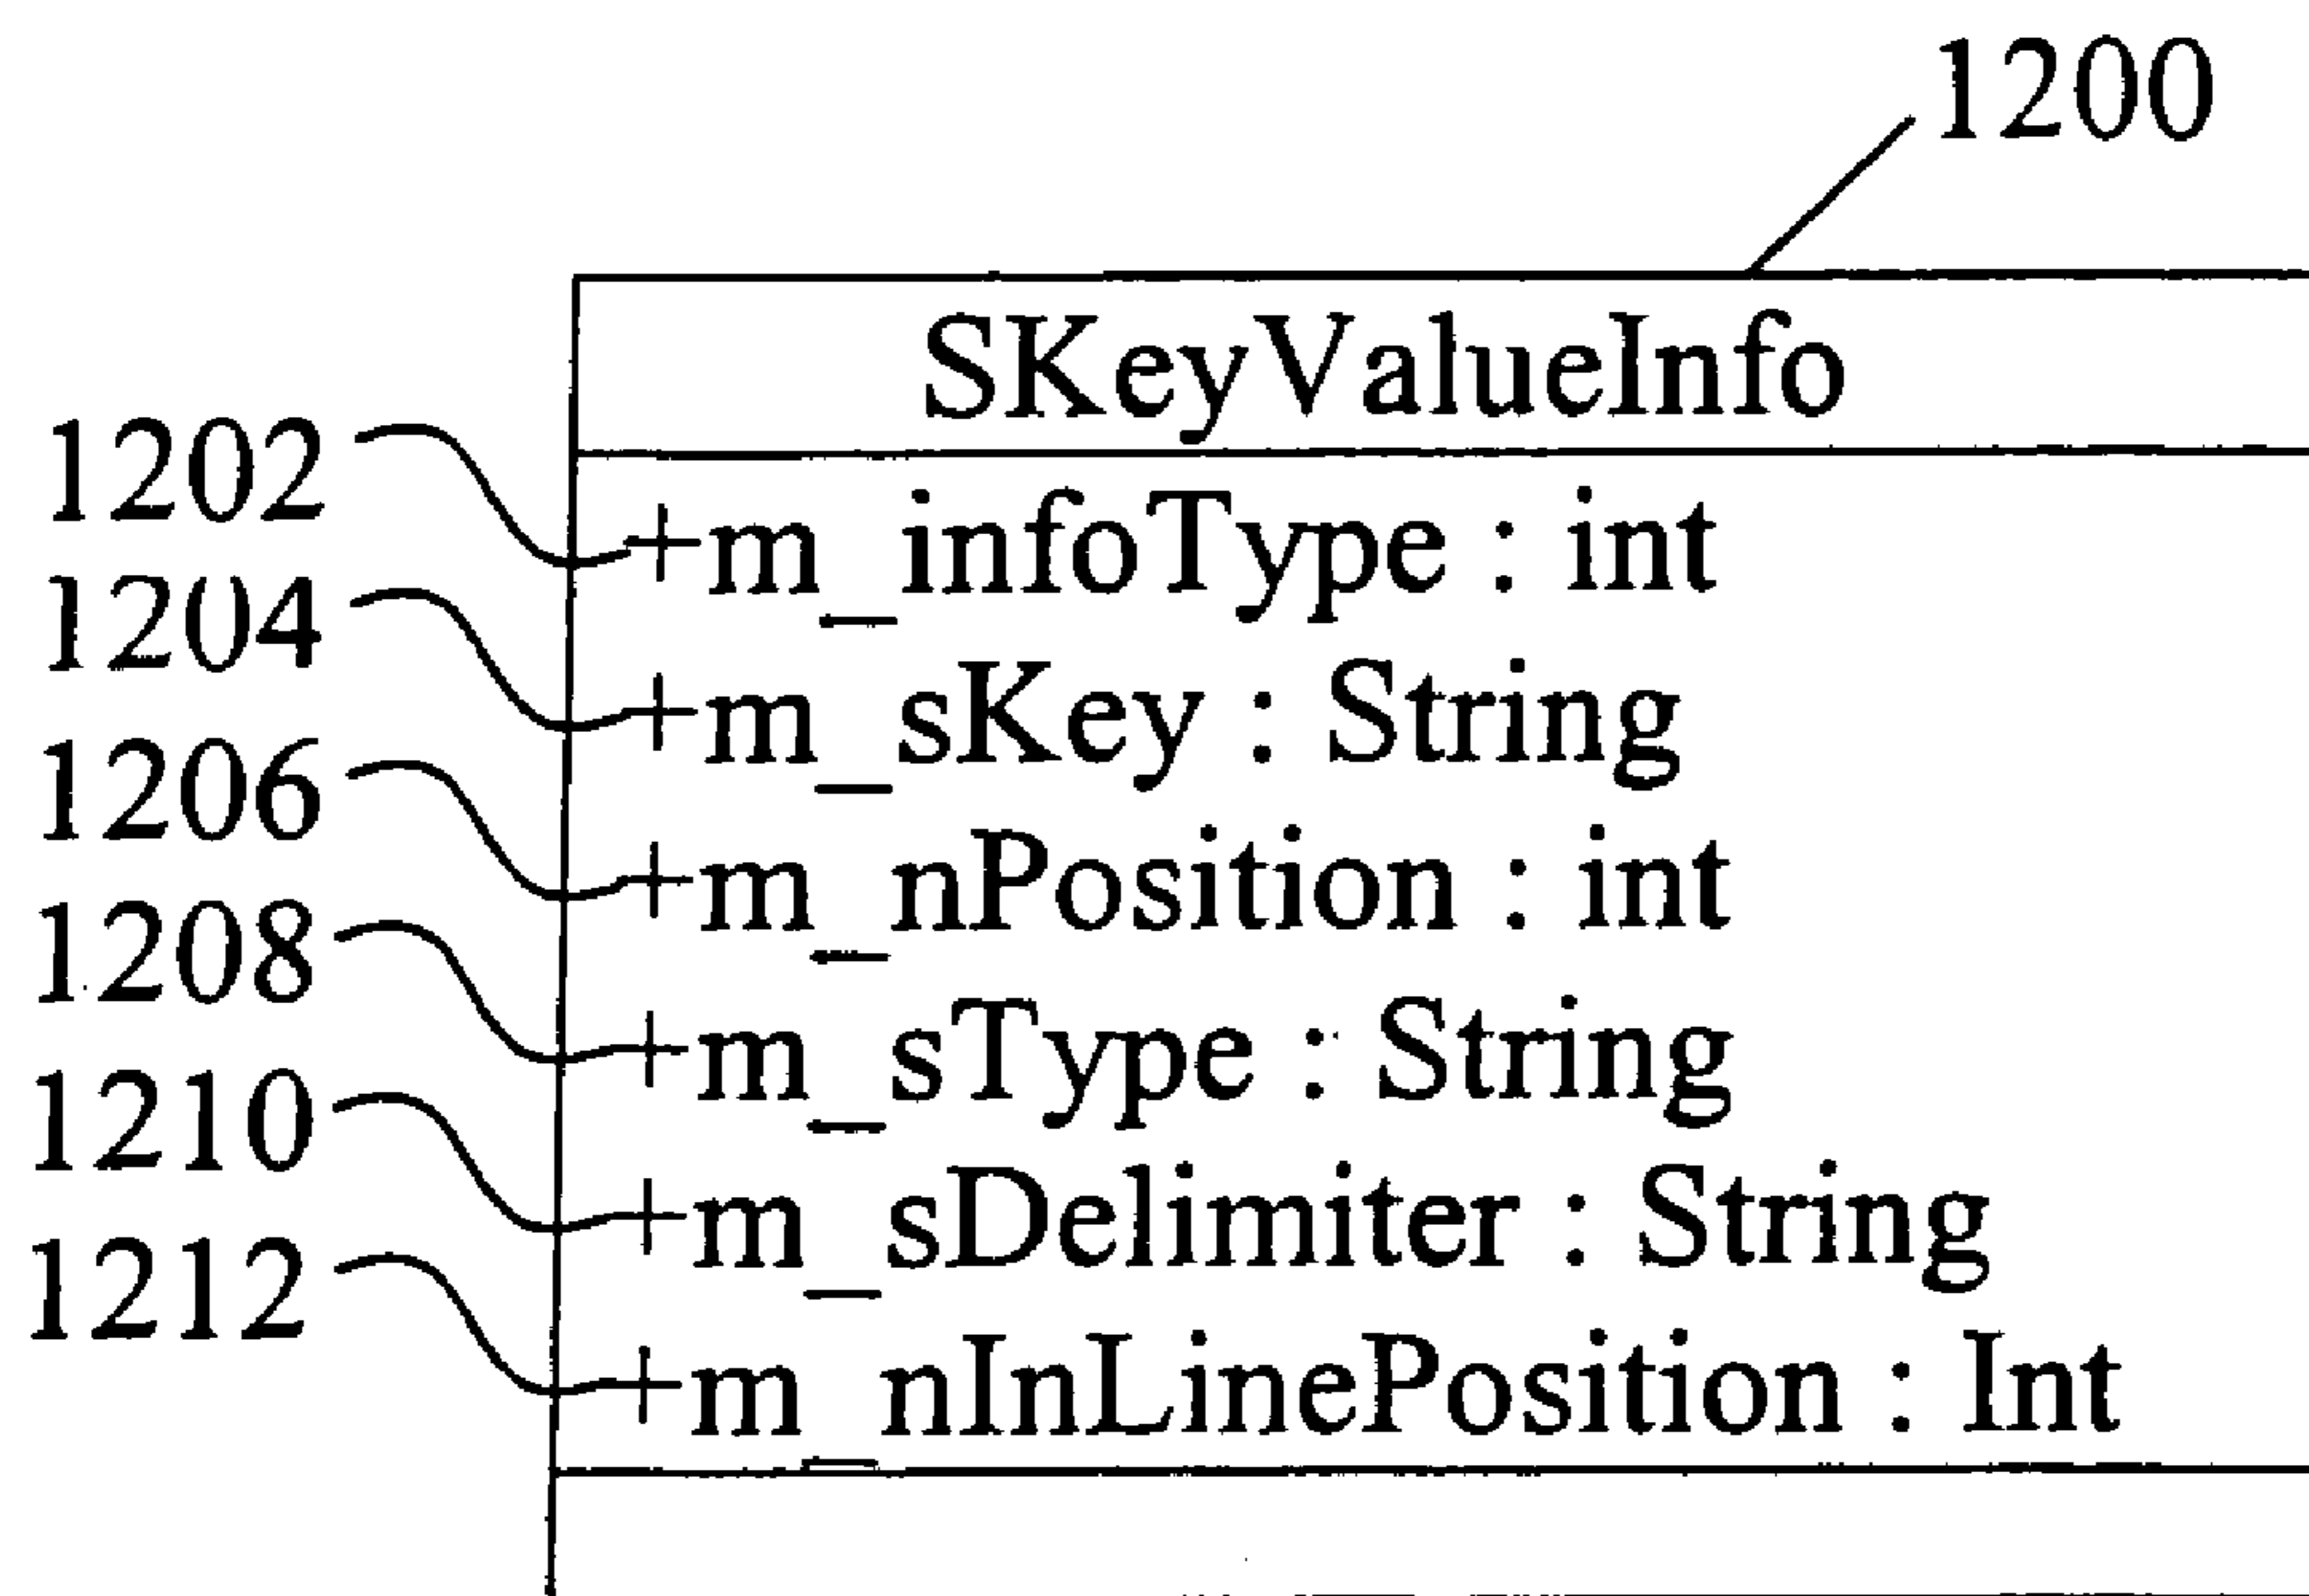 1200
SKeyValueInfo
1202 +m_infoType : int
1204 +m_sKey : String
1206 +m_nPosition : int
1208 +m_sType : String
1210 +m_sDelimiter : String
1212 +m_nInLinePosition : Int